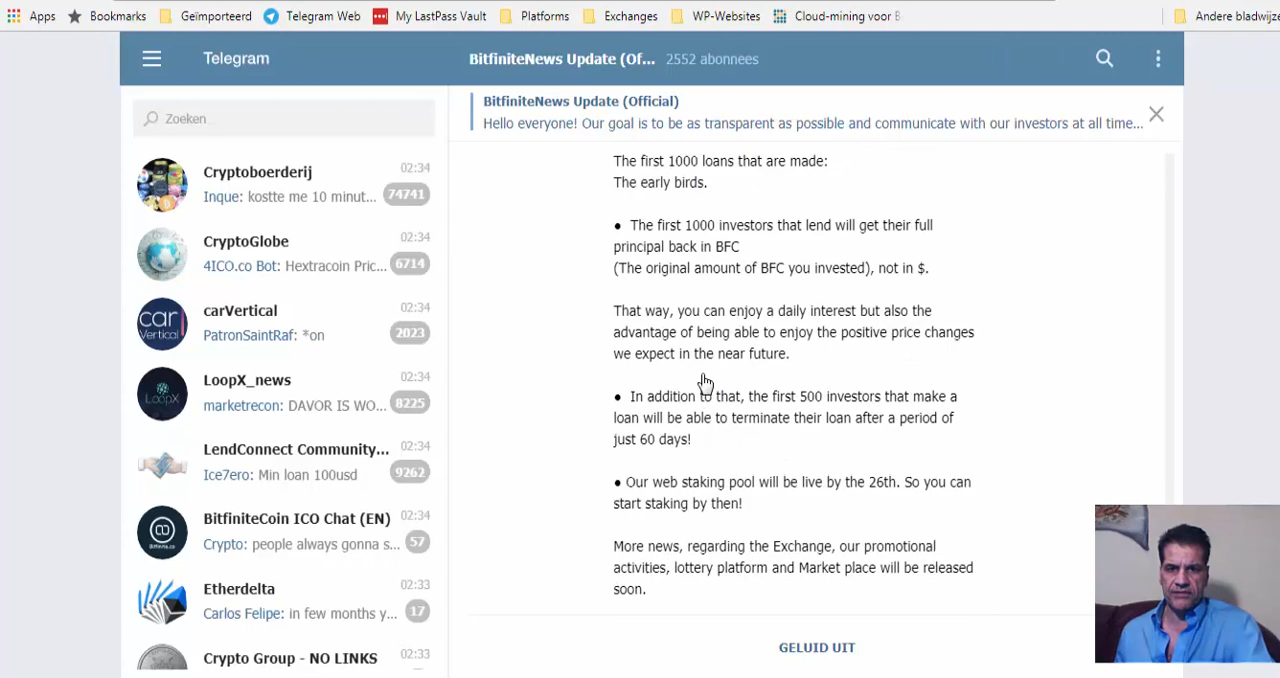 Apps
Bookmarks
Geïmporteerd
Telegram Web
My LastPass Vault
Platforms
Exchanges
WP-Websites
Cloud-mining voor
Andere bladwijze
Telegram
BitfiniteNews Update (Of... 2552 abonnees
Zoeken
BitfiniteNews Update (Official)
Hello everyone! Our goal is to be as transparent as possible and communicate with our investors at all time...
Cryptoboerderij 02:34
Inque: kostte me 10 minut... 74741
CryptoGlobe 02:34
4ICO.co Bot: Hextracoin Pric... 6714
carVertical 02:34
PatronSaintRaf: *on 2023
car
Vertical
LoopX_news 02:34
marketrecon: DAVOR IS WO... 8225
LOOPX
LendConnect Community... 02:34
Ice7ero: Min loan 100usd 9262
BitfiniteCoin ICO Chat (EN) 02:34
Crypto: people always gonna s... 57
Bitfinite.co
Etherdelta 02:33
Carlos Felipe: in few months y... 17
Crypto Group - NO LINKS 02:33
The first 1000 loans that are made:
The early birds.
● The first 1000 investors that lend will get their full
principal back in BFC
(The original amount of BFC you invested), not in $.
That way, you can enjoy a daily interest but also the
advantage of being able to enjoy the positive price changes
we expect in the near future.
● In addition to that, the first 500 investors that make a
loan will be able to terminate their loan after a period of
just 60 days!
● Our web staking pool will be live by the 26th. So you can
start staking by then!
More news, regarding the Exchange, our promotional
activities, lottery platform and Market place will be released
soon.
GELUID UIT